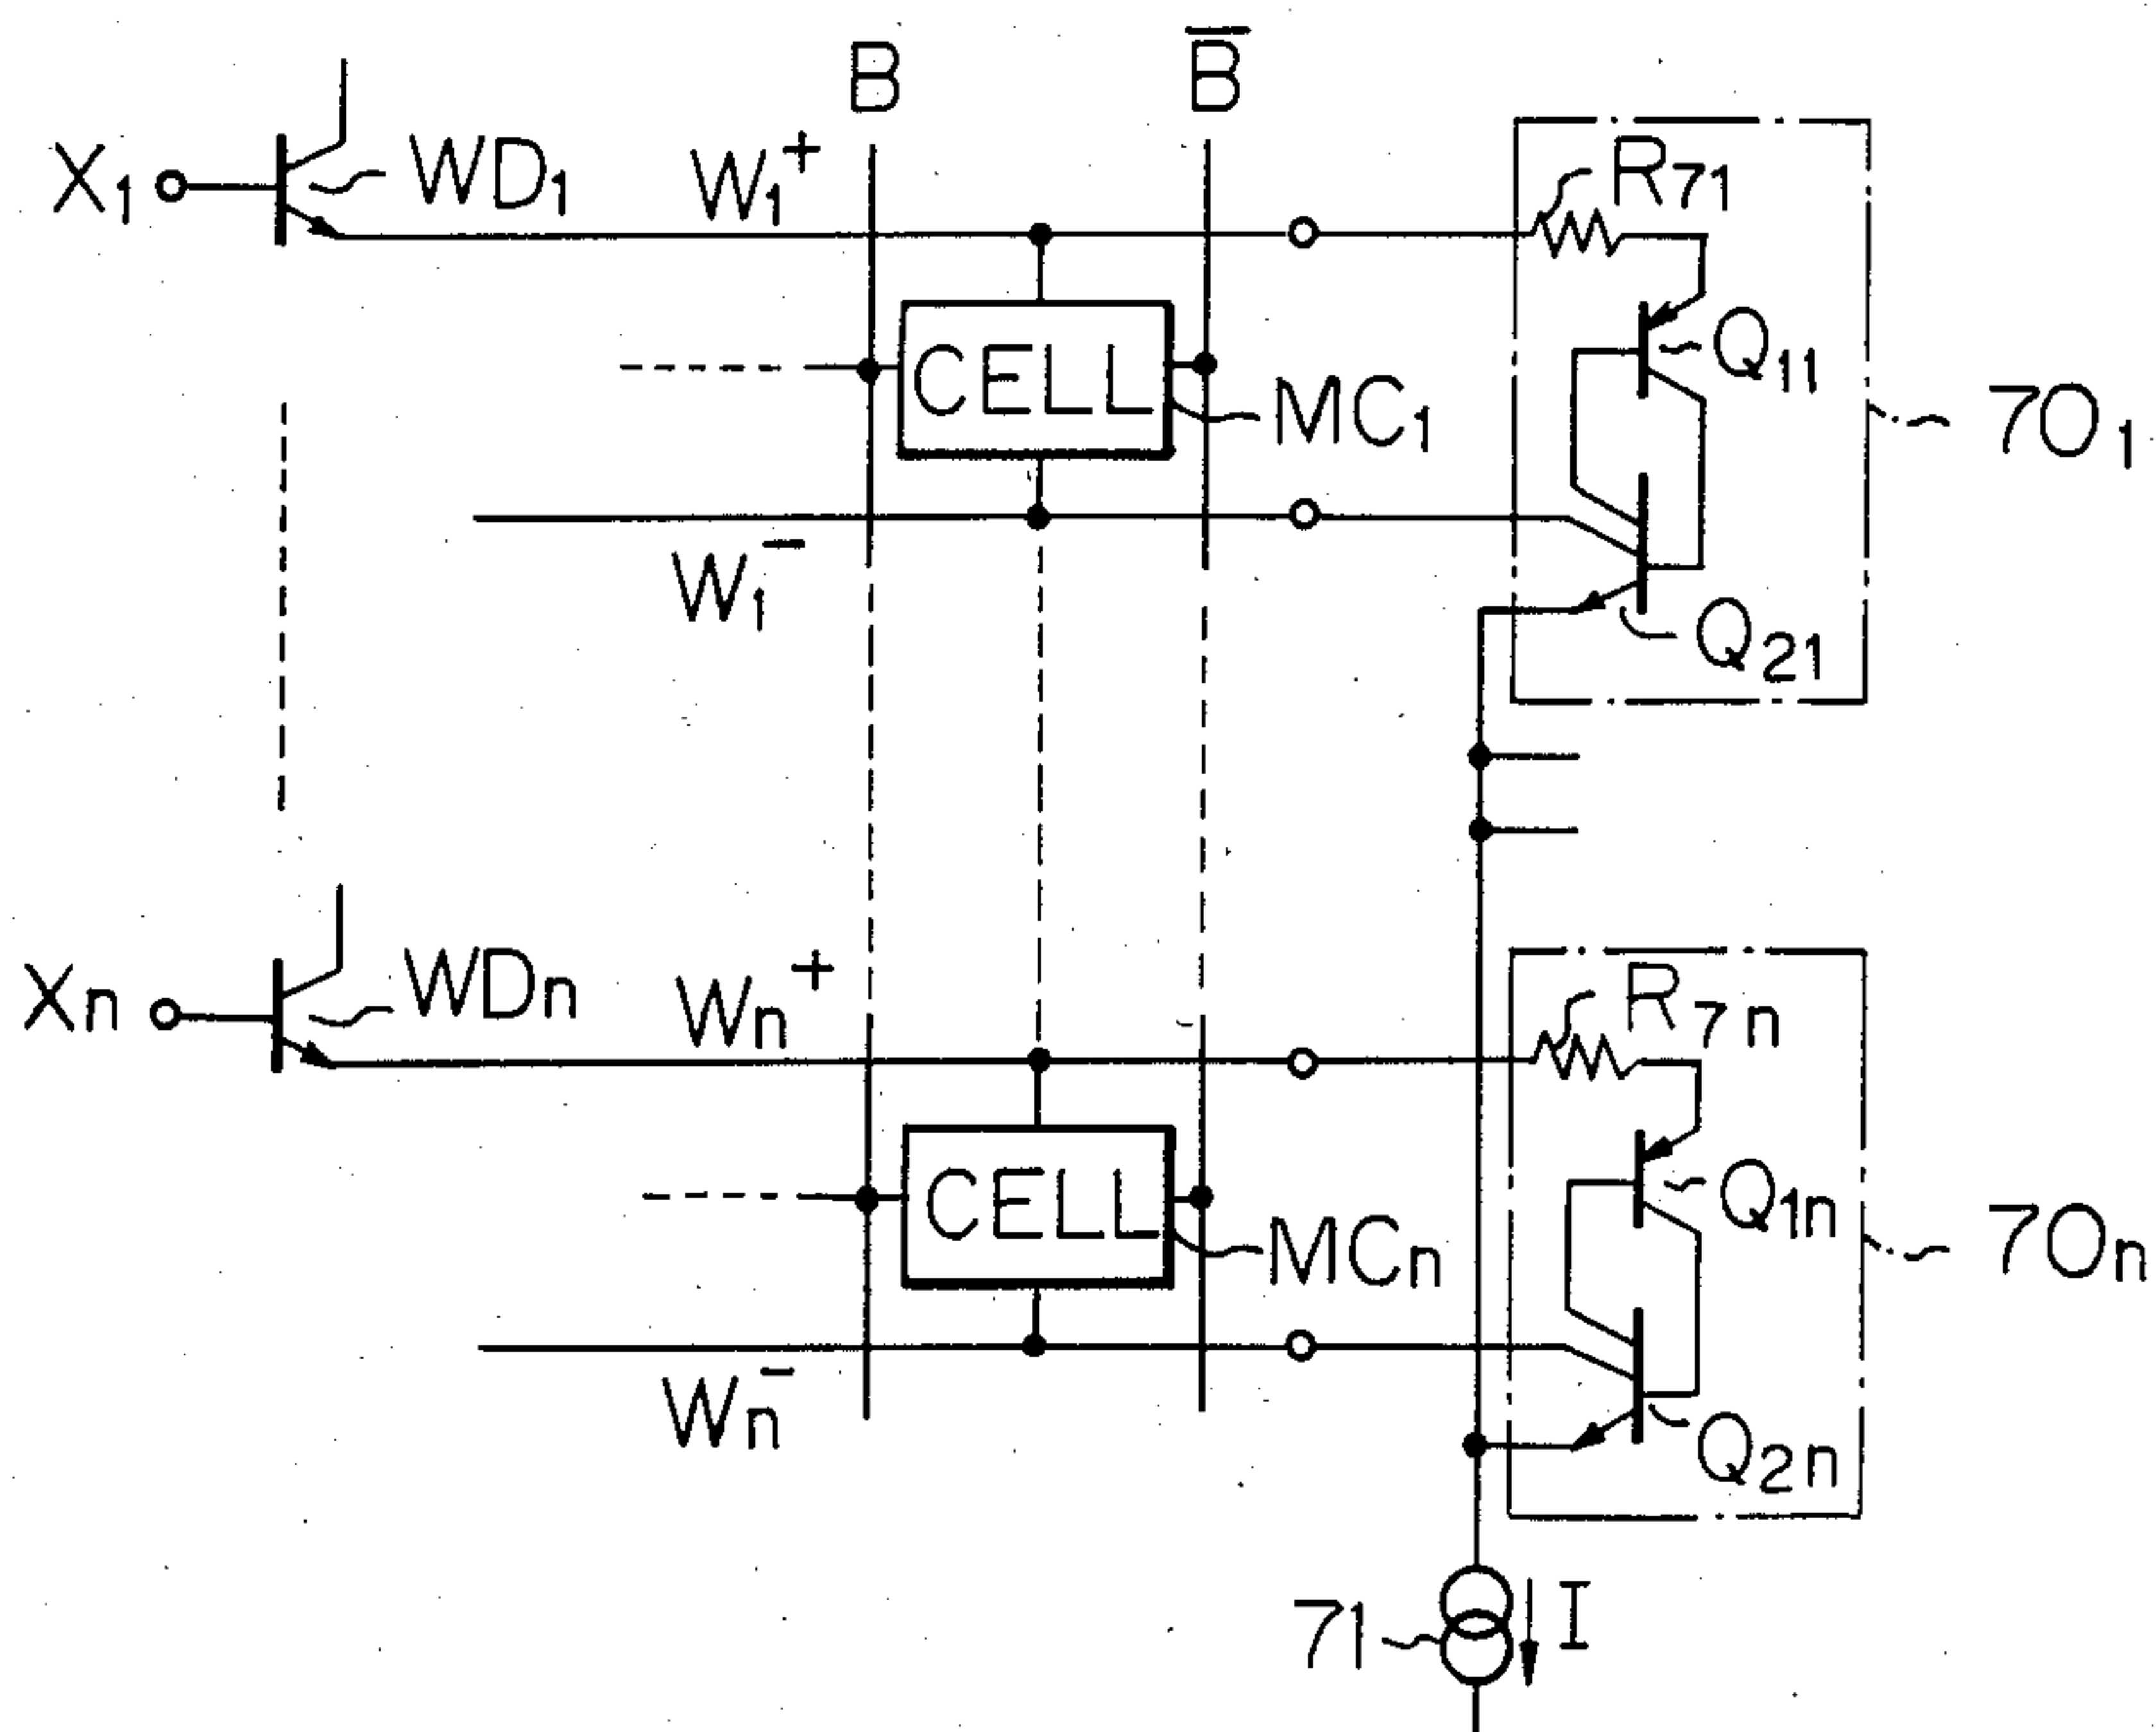 B B̅
X₁ WD₁ W₁⁺ R₇₁
Q₁₁
CELL MC₁ 70₁
W₁⁻ Q₂₁
Xn WDn Wn⁺ R₇n
Q₁n
CELL MCn 70n
Wn⁻ Q₂n
71 I